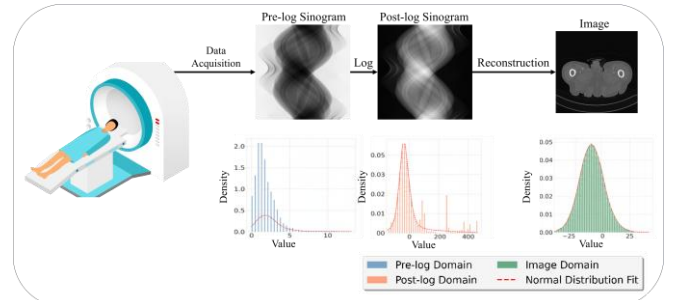 Pre-log Sinogram
Post-log Sinogram
Image
Data
Acquisition
Log
Reconstruction
Density
2.0
1.5
1.0
0.5
0.0
0
5
10
Value
Density
0.05
0.04
0.03
0.02
0.01
0.00
0
200
400
Value
Density
0.05
0.04
0.03
0.02
0.01
0.00
−25
0
25
Value
Pre-log Domain
Image Domain
Post-log Domain
Normal Distribution Fit